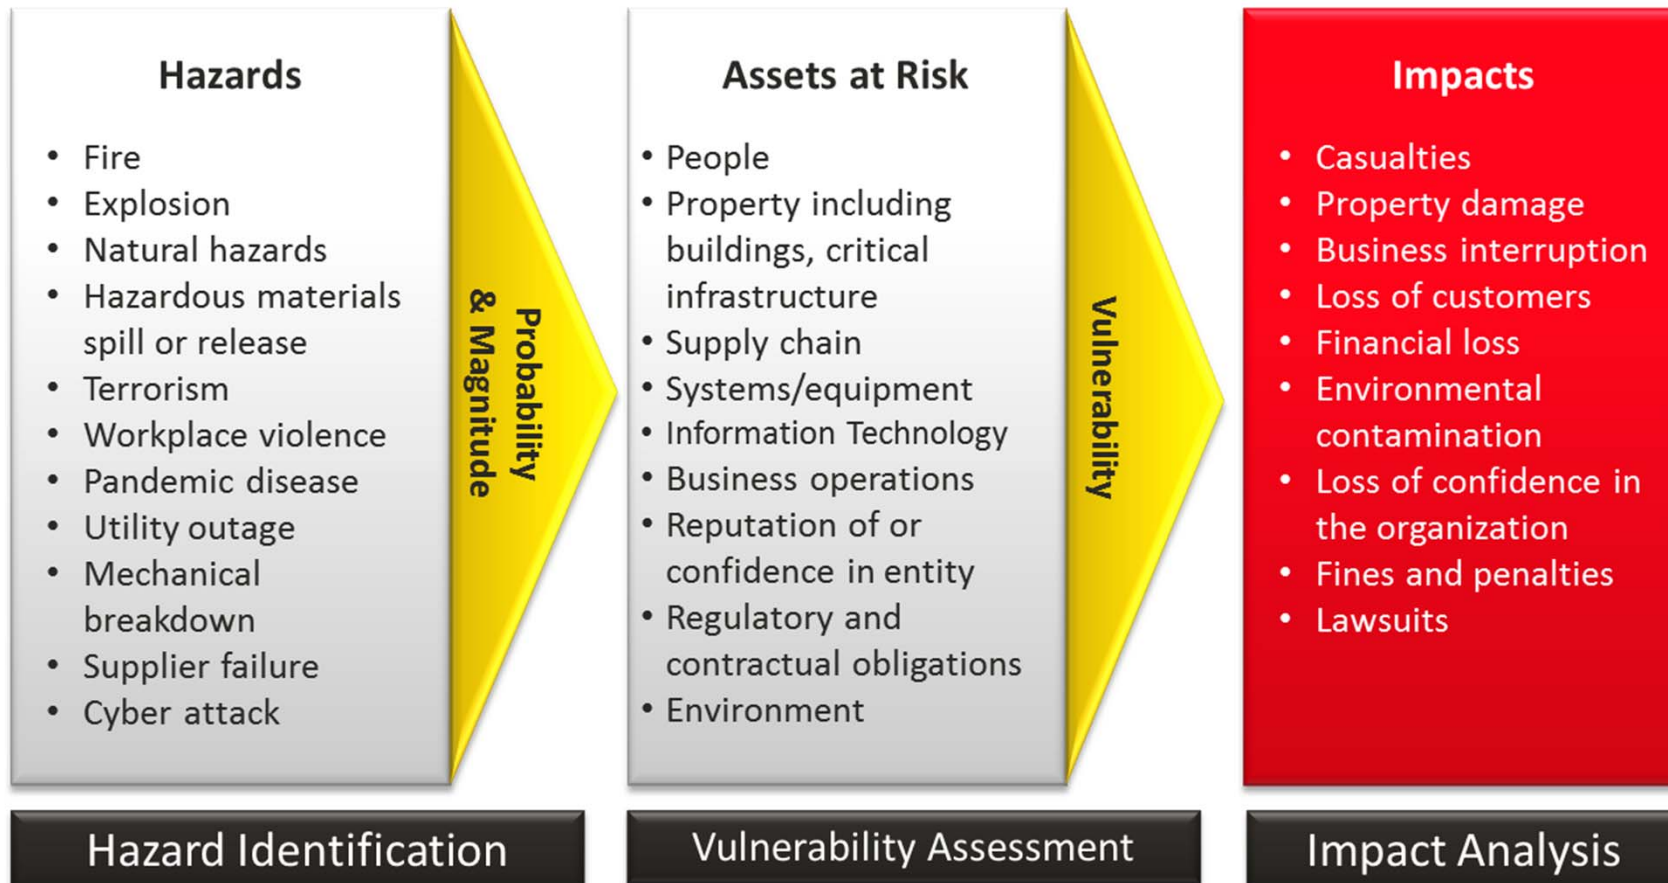 Hazards
• Fire
• Explosion
• Natural hazards
• Hazardous materials
spill or release
• Terrorism
• Workplace violence
• Pandemic disease
• Utility outage
• Mechanical
breakdown
• Supplier failure
• Cyber attack
Probability
& Magnitude
Assets at Risk
• People
• Property including
buildings, critical
infrastructure
• Supply chain
• Systems/equipment
• Information Technology
• Business operations
• Reputation of or
confidence in entity
• Regulatory and
contractual obligations
• Environment
Vulnerability
Impacts
• Casualties
• Property damage
• Business interruption
• Loss of customers
• Financial loss
• Environmental
contamination
• Loss of confidence in
the organization
• Fines and penalties
• Lawsuits
Hazard Identification
Vulnerability Assessment
Impact Analysis